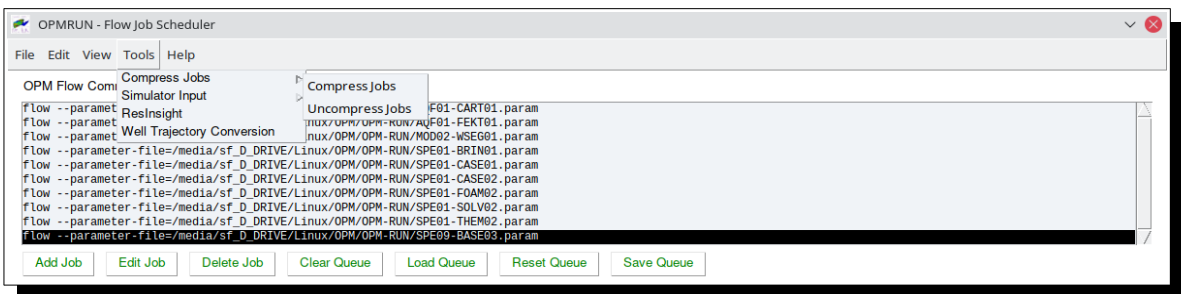 OPMRUN - Flow Job Scheduler
File Edit View Tools Help
OPM Flow Com
Compress Jobs
Simulator Input
ResInsight
Well Trajectory Conversion
Compress Jobs
Uncompress Jobs
flow --paramet F01-CART01.param
flow --paramet inux/OPM/OPM-RUN/AQF01-FEKT01.param
flow --paramet inux/OPM/OPM-RUN/MOD02-WSEG01.param
flow --parameter-file=/media/sf_D_DRIVE/Linux/OPM/OPM-RUN/SPE01-BRIN01.param
flow --parameter-file=/media/sf_D_DRIVE/Linux/OPM/OPM-RUN/SPE01-CASE01.param
flow --parameter-file=/media/sf_D_DRIVE/Linux/OPM/OPM-RUN/SPE01-CASE02.param
flow --parameter-file=/media/sf_D_DRIVE/Linux/OPM/OPM-RUN/SPE01-FOAM02.param
flow --parameter-file=/media/sf_D_DRIVE/Linux/OPM/OPM-RUN/SPE01-SOLV02.param
flow --parameter-file=/media/sf_D_DRIVE/Linux/OPM/OPM-RUN/SPE01-THEM02.param
flow --parameter-file=/media/sf_D_DRIVE/Linux/OPM/OPM-RUN/SPE09-BASE03.param
Add Job Edit Job Delete Job Clear Queue Load Queue Reset Queue Save Queue